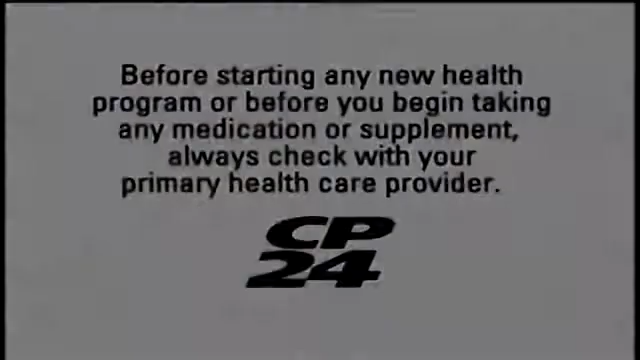 Before starting any new health
program or before you begin taking
any medication or supplement,
always check with your
primary health care provider.
CP
24